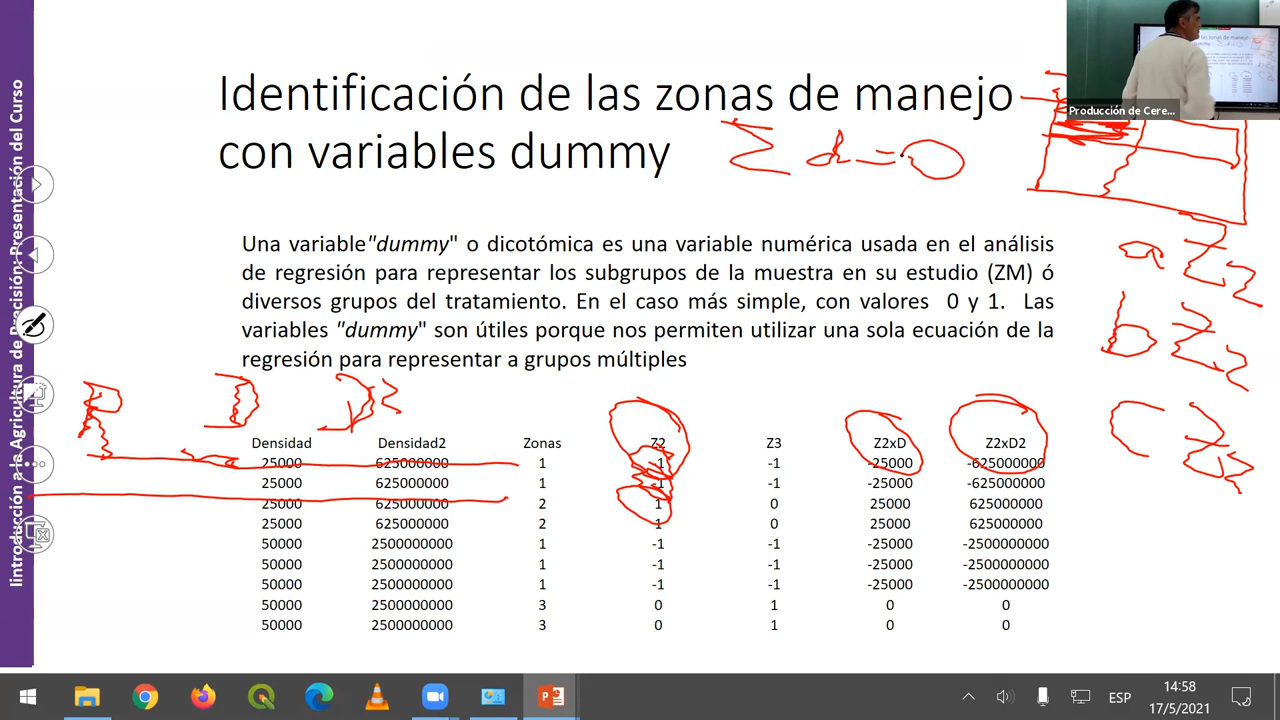 Identificación de las zonas de manejo
con variables dummy
Σ d = 0
Producción de Cere...
Introducción a la Agricultura de Precisión: Presentación del Curso
Una variable"dummy" o dicotómica es una variable numérica usada en el análisis
de regresión para representar los subgrupos de la muestra en su estudio (ZM) ó
diversos grupos del tratamiento. En el caso más simple, con valores 0 y 1. Las
variables "dummy" son útiles porque nos permiten utilizar una sola ecuación de la
regresión para representar a grupos múltiples
a Z2
b Z2
D D2
Densidad Densidad2 Zonas Z2 Z3 Z2xD Z2xD2
25000 625000000 1 -1 -1 -25000 -625000000
25000 625000000 1 -1 -1 -25000 -625000000
25000 625000000 2 1 0 25000 625000000
25000 625000000 2 1 0 25000 625000000
50000 2500000000 1 -1 -1 -25000 -2500000000
50000 2500000000 1 -1 -1 -25000 -2500000000
50000 2500000000 1 -1 -1 -25000 -2500000000
50000 2500000000 3 0 1 0 0
50000 2500000000 3 0 1 0 0
ESP
14:58
17/5/2021